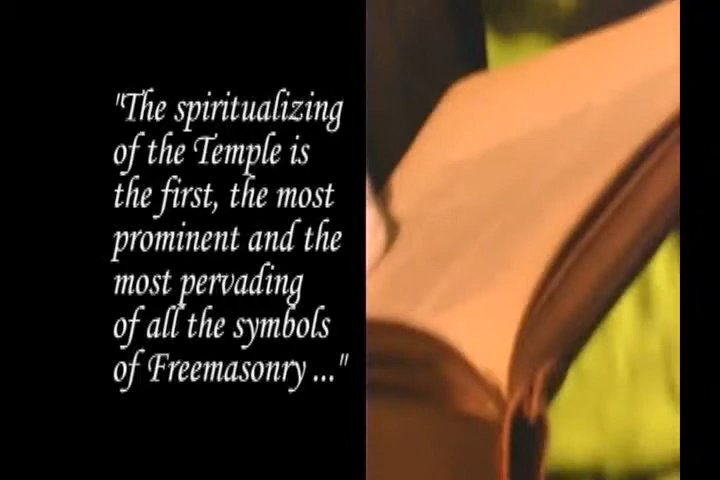 "The spiritualizing
of the Temple is
the first, the most
prominent and the
most pervading
of all the symbols
of Freemasonry ..."